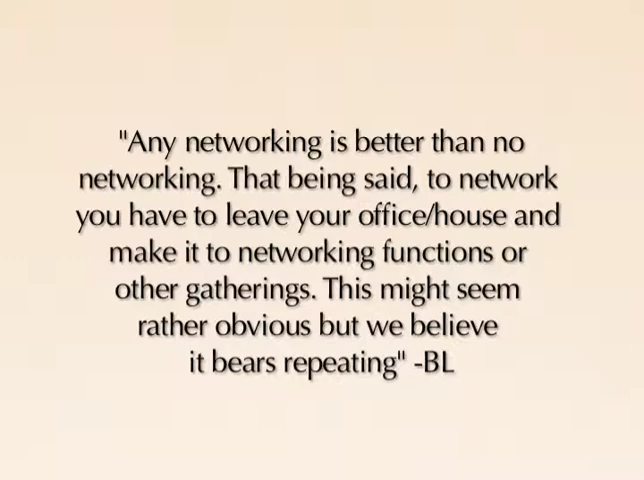 "Any networking is better than no
networking. That being said, to network
you have to leave your office/house and
make it to networking functions or
other gatherings. This might seem
rather obvious but we believe
it bears repeating" -BL